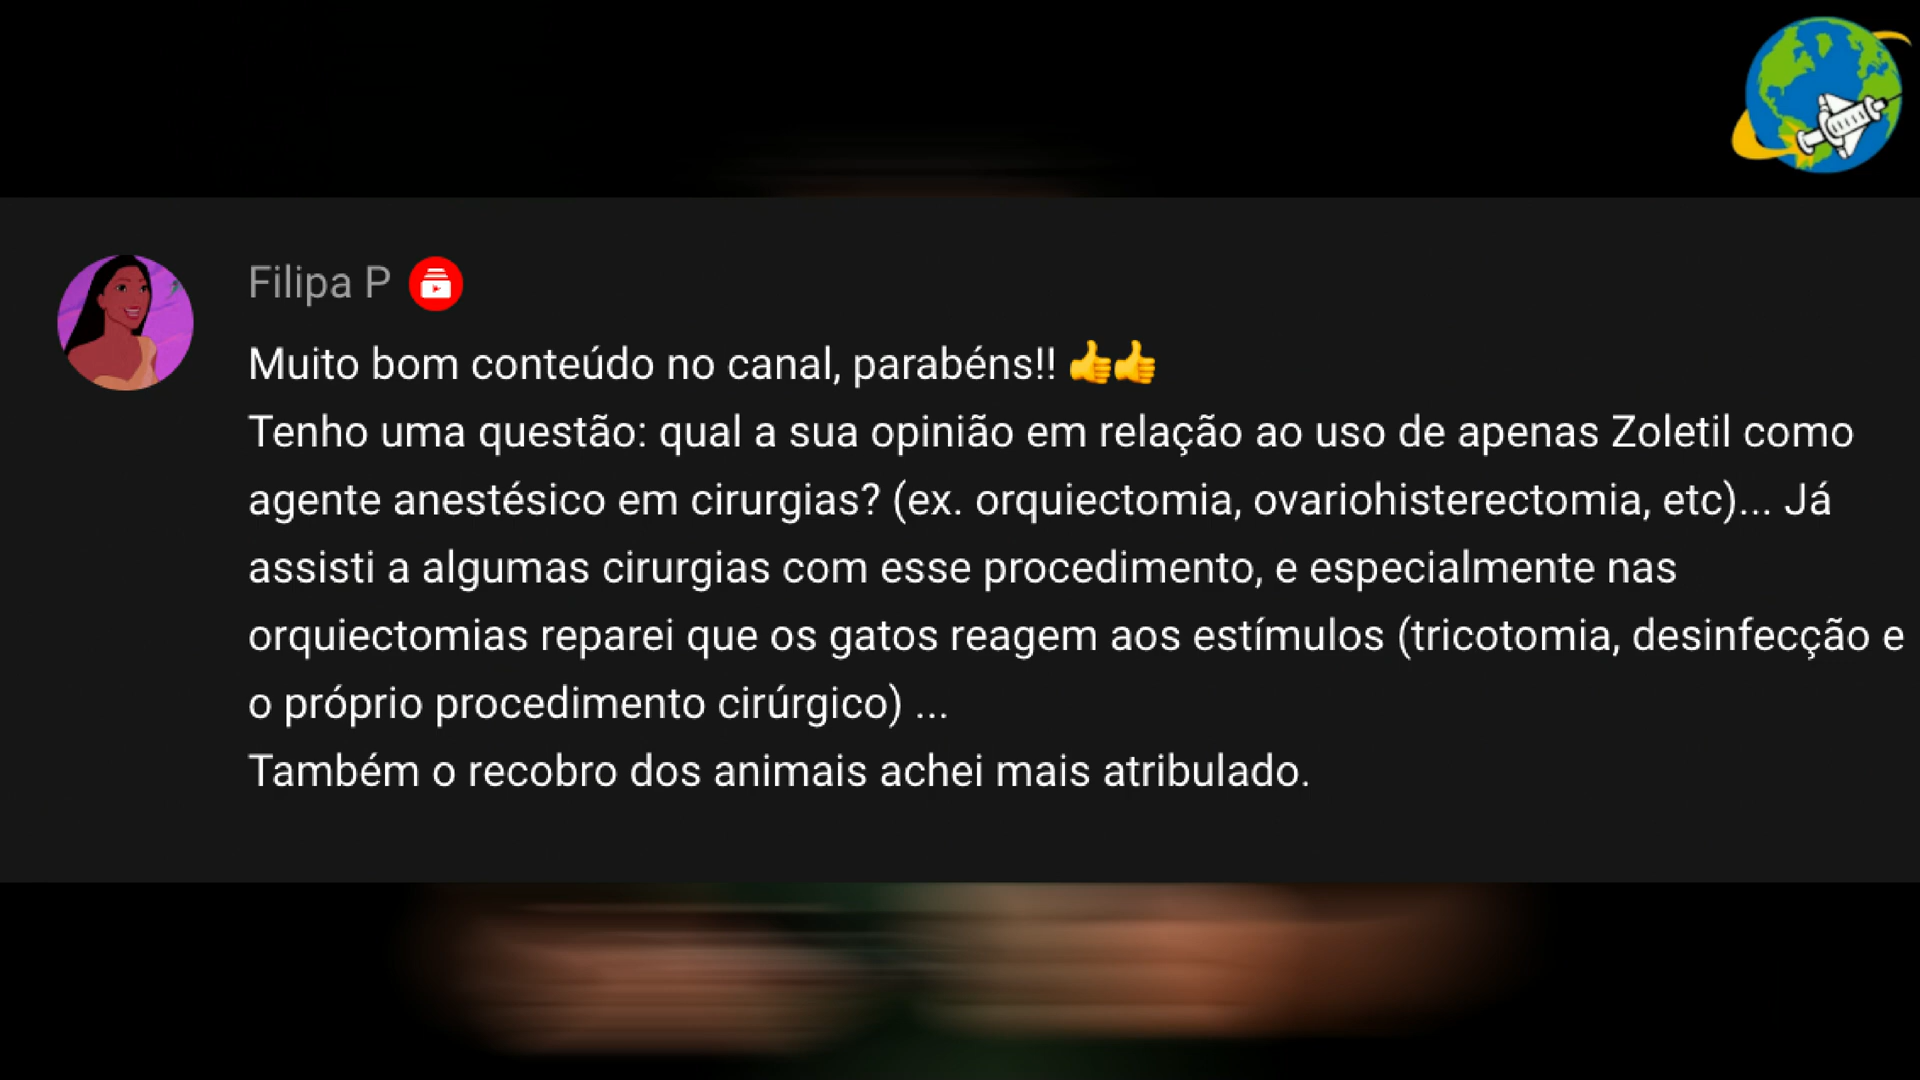 Filipa P
Muito bom conteúdo no canal, parabéns!! 👍👍
Tenho uma questão: qual a sua opinião em relação ao uso de apenas Zoletil como
agente anestésico em cirurgias? (ex. orquiectomia, ovariohisterectomia, etc)... Já
assisti a algumas cirurgias com esse procedimento, e especialmente nas
orquiectomias reparei que os gatos reagem aos estímulos (tricotomia, desinfecção e
o próprio procedimento cirúrgico) ...
Também o recobro dos animais achei mais atribulado.